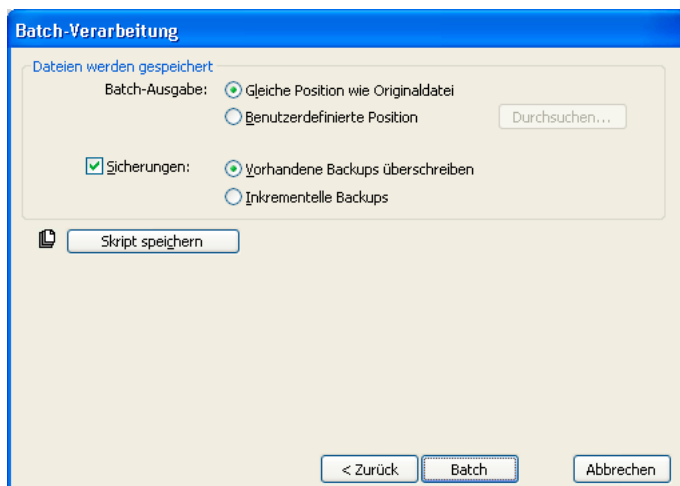 Batch-Verarbeitung
Dateien werden gespeichert
Batch-Ausgabe: Gleiche Position wie Originaldatei
Benutzerdefinierte Position Durchsuchen...
Sicherungen: Vorhandene Backups überschreiben
Inkrementelle Backups
Skript speichern
< Zurück Batch Abbrechen